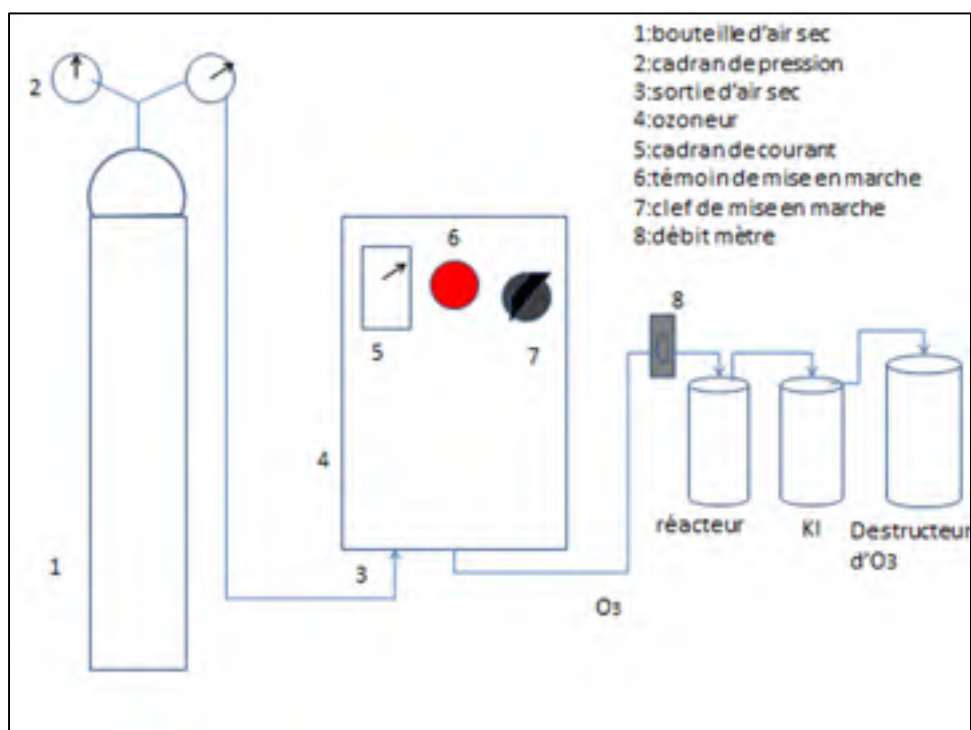 1:bouteille d'air sec
2:cadran de pression
3:sortie d'air sec
4:ozoneur
5:cadran de courant
6:témoin de mise en marche
7:clef de mise en marche
8:débit mètre
2
6
8
5
7
4
réacteur
KI
Destructeur
d'O3
1
3
O3